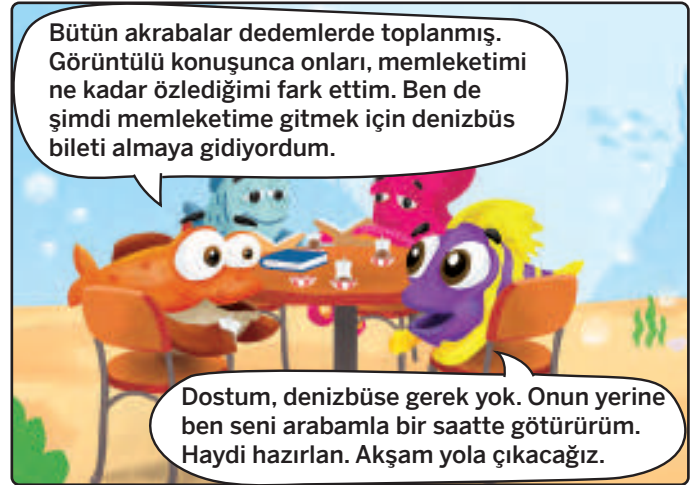 Bütün akrabalar dedemlerde toplanmış.
Görüntülü konuşunca onları, memleketimi
ne kadar özlediğimi fark ettim. Ben de
şimdi memleketime gitmek için denizbüs
bileti almaya gidiyordum.
Dostum, denizbüse gerek yok. Onun yerine
ben seni arabamla bir saatte götürürüm.
Haydi hazırlan. Akşam yola çıkacağız.